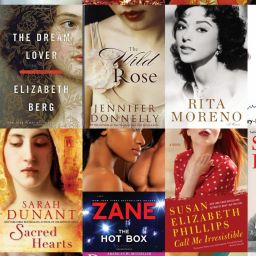 THE DREAM
LOVER
ELIZABETH
BERG
The
Wild
Rose
JENNIFER
DONNELLY
RITA
MORENO
SARAH
DUNANT
Sacred
Hearts
ZANE
THE
HOT BOX
A NOVEL
SUSAN
ELIZABETH
PHILLIPS
Call Me Irresistible